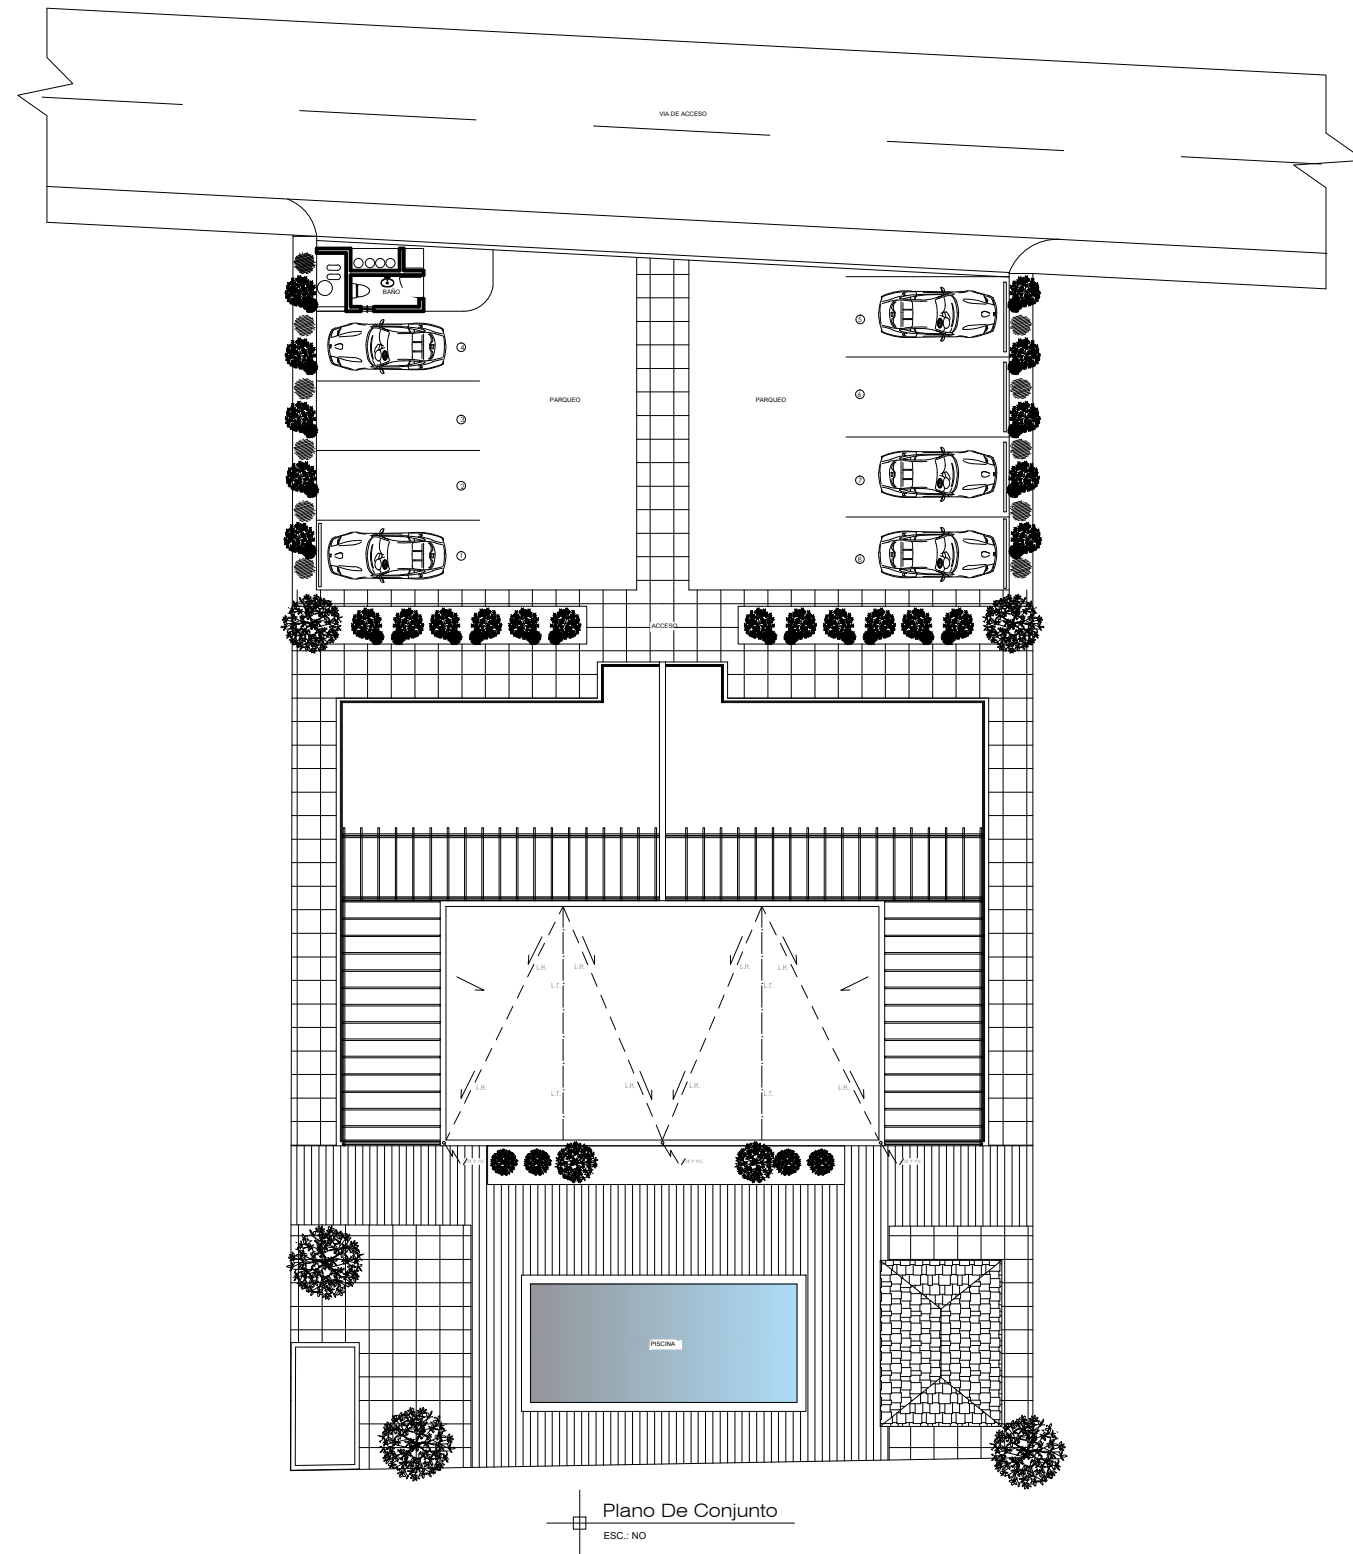 VIA DE ACCESO
BAÑO
5
4
6
PARQUEO
PARQUEO
3
7
2
1
8
ACCESO
L.H.
L.H.
L.H.
L.H.
L.f.
L.f.
L.H.
L.H.
L.H.
L.H.
L.f.
L.f.
PISCINA
Plano De Conjunto
ESC.: NO